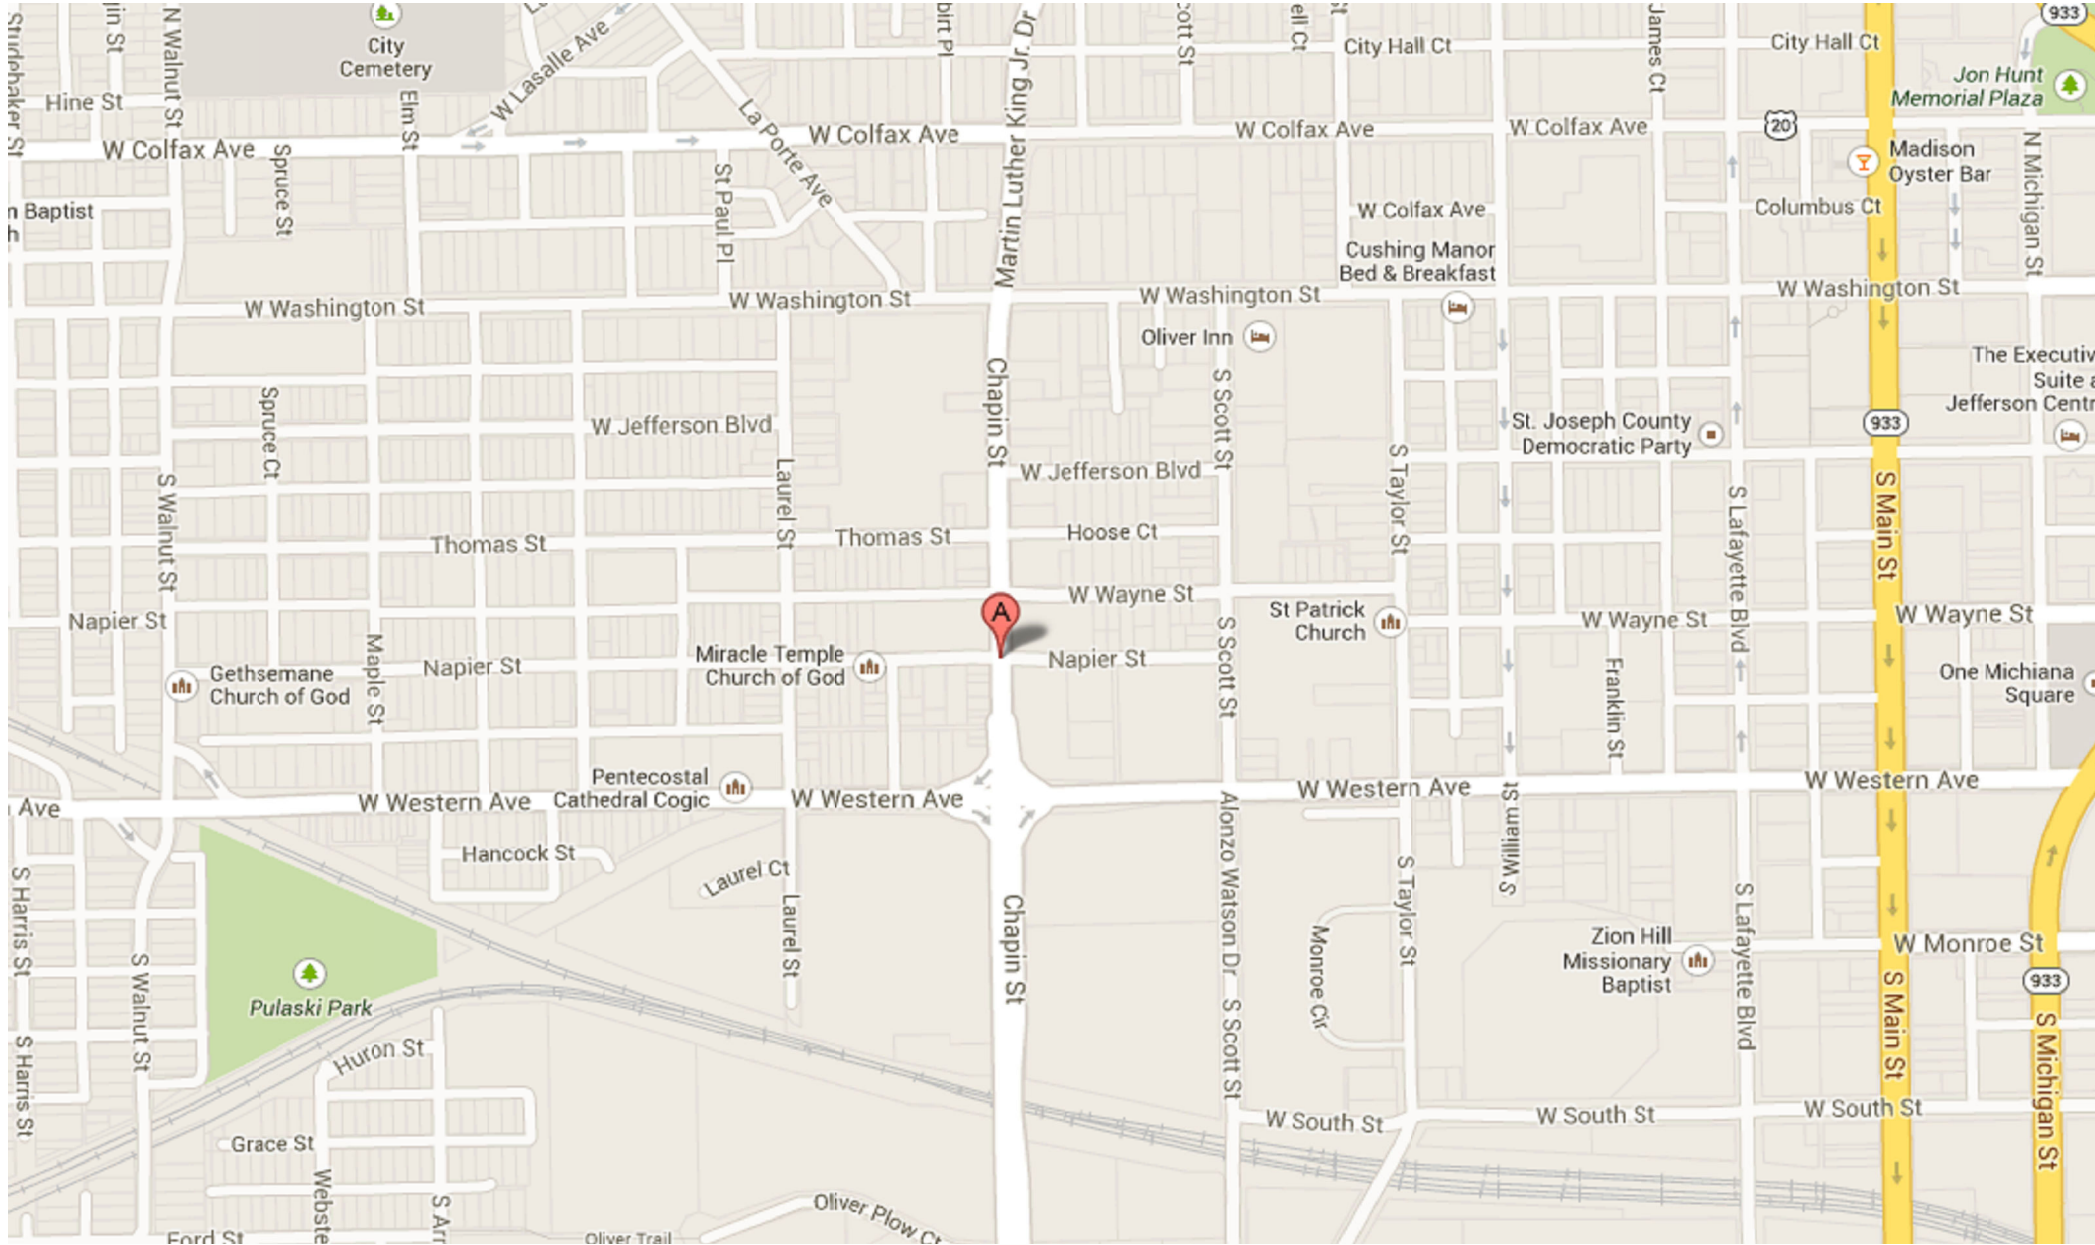 933
City Hall Ct
City Hall Ct
City
Cemetery
N Walnut St
Studebaker St
Hine St
Elm St
W Lasalle Ave
La Porte Ave
Martin Luther King Jr. Dr
James Ct
Jon Hunt
Memorial Plaza
W Colfax Ave
W Colfax Ave
W Colfax Ave
W Colfax Ave
20
Madison
Oyster Bar
N Michigan St
Spruce St
St Paul Pl
Baptist
W Colfax Ave
Columbus Ct
Cushing Manor
Bed & Breakfast
W Washington St
W Washington St
W Washington St
W Washington St
Oliver Inn
The Executiv
Suite
Jefferson Centr
Chapin St
S Scott St
Spruce Ct
W Jefferson Blvd
W Jefferson Blvd
St. Joseph County
Democratic Party
933
Laurel St
S Walnut St
S Taylor St
S Lafayette Blvd
S Main St
Thomas St
Thomas St
Hoose Ct
W Wayne St
A
Napier St
St Patrick
Church
W Wayne St
W Wayne St
Gethsemane
Church of God
Maple St
Napier St
Miracle Temple
Church of God
Napier St
S Scott St
Franklin St
One Michiana
Square
Pentecostal
Cathedral Cogic
Ave
W Western Ave
W Western Ave
W Western Ave
W Western Ave
S William St
Hancock St
Laurel Ct
Laurel St
Chapin St
Alonzo Watson Dr
S Taylor St
Monroe Cir
S Harris St
S Walnut St
Zion Hill
Missionary
Baptist
S Lafayette Blvd
W Monroe St
933
S Main St
S Michigan St
Pulaski Park
Huron St
S Harris St
S Scott St
W South St
W South St
W South St
Grace St
Webste
S Arr
Oliver Plow Ct
Oliver Trail
Ford St